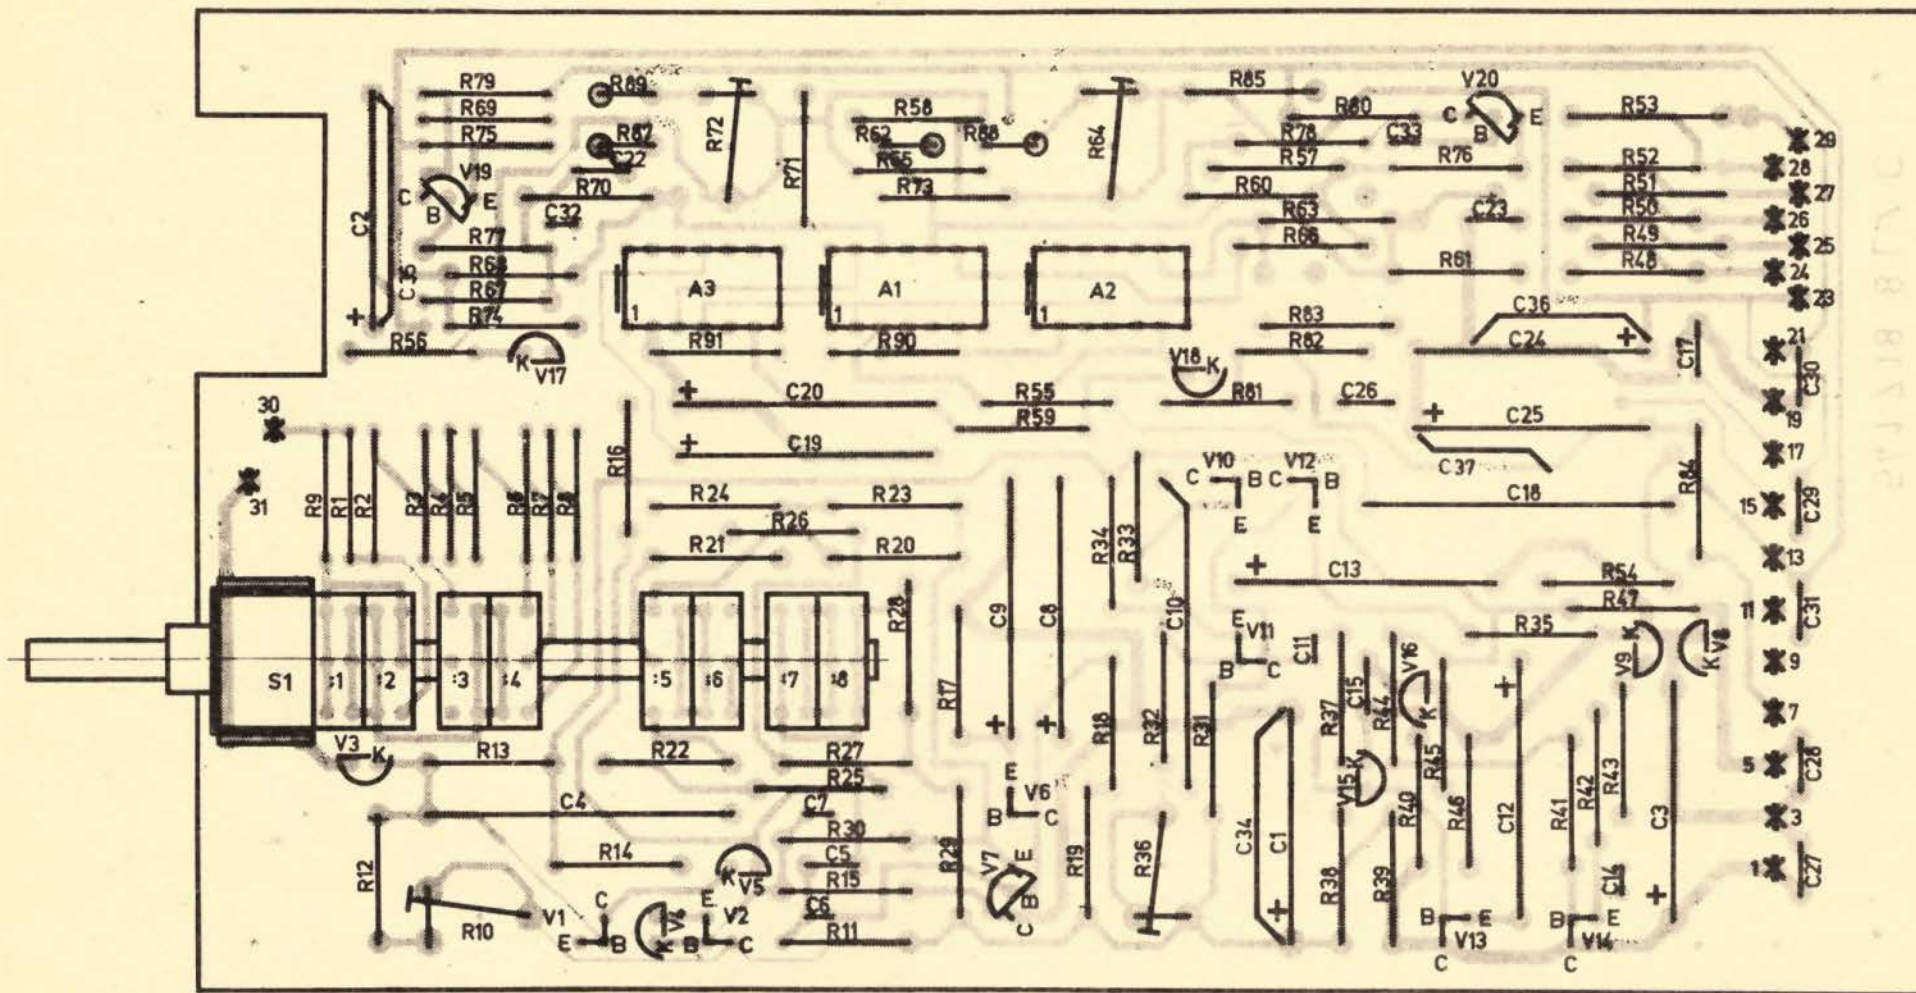 R79 R89 R85 V20
R69 R58 R80 C E R53
R75 R87 R72 R62 R88 R64 R78 C33 B 29
C22 R71 R65 R57 R76 R52 28
V19
C E R70 R73 R60 R51 27
C2 B C32 R63 C23 R50 26
R77 R66 R49 25
C35 R68 R61 R48 24
R67 A3 A1 A2 23
+ R74 1 1 1 R83 C36
R56 K V17 R91 R90 V18 K R82 C24 + C17 21
C30
30 + C20 R55 R81 C26 + C25 19
R59
R16 + C19 V10 V12 C37 R84 17
31 R9 R1 R2 R3 R4 R5 R6 R7 R8 C B C B
R24 R23 R34 R33 E E C18 15 C29
R26
R21 R20 13
+ C13 R54
R28 C9 C8 C10 R47 11 C31
E V11 C11 R35
S1 :1 :2 :3 :4 :5 :6 :7 :8 B C V16 V9 K K V8 9
R17 + + R18 R32 R31 R37 C15 R44 K + 7
V3 K R13 R22 R27 E V15 K R45 R43 5 C28
R25 V6 R40 R46 C12 R41 R42 C3
C4 C7 B C 3
R30 C34 C1
R12 R14 C5 R29 V7 E R19 R36 R38 R39 C14 1 C27
K V5 R15 B +
R10 V1 C V4 E V2 C6 C + B E B E
E B K B C R11 V13 V14
C C
547 718 8 L7 C